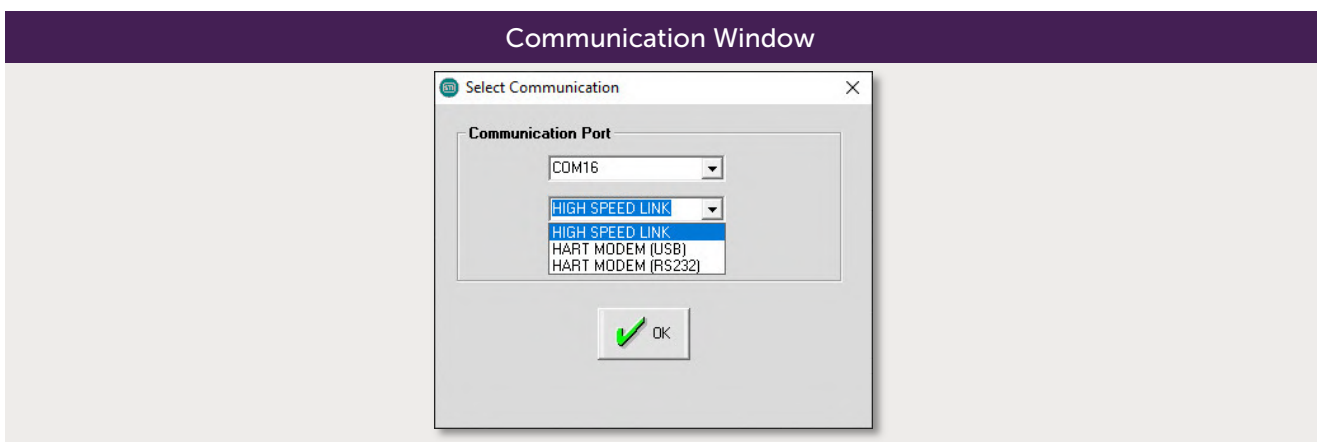 Communication Window
STI Select Communication
Communication Port
COM16
HIGH SPEED LINK
HIGH SPEED LINK
HART MODEM (USB)
HART MODEM (RS232)
OK